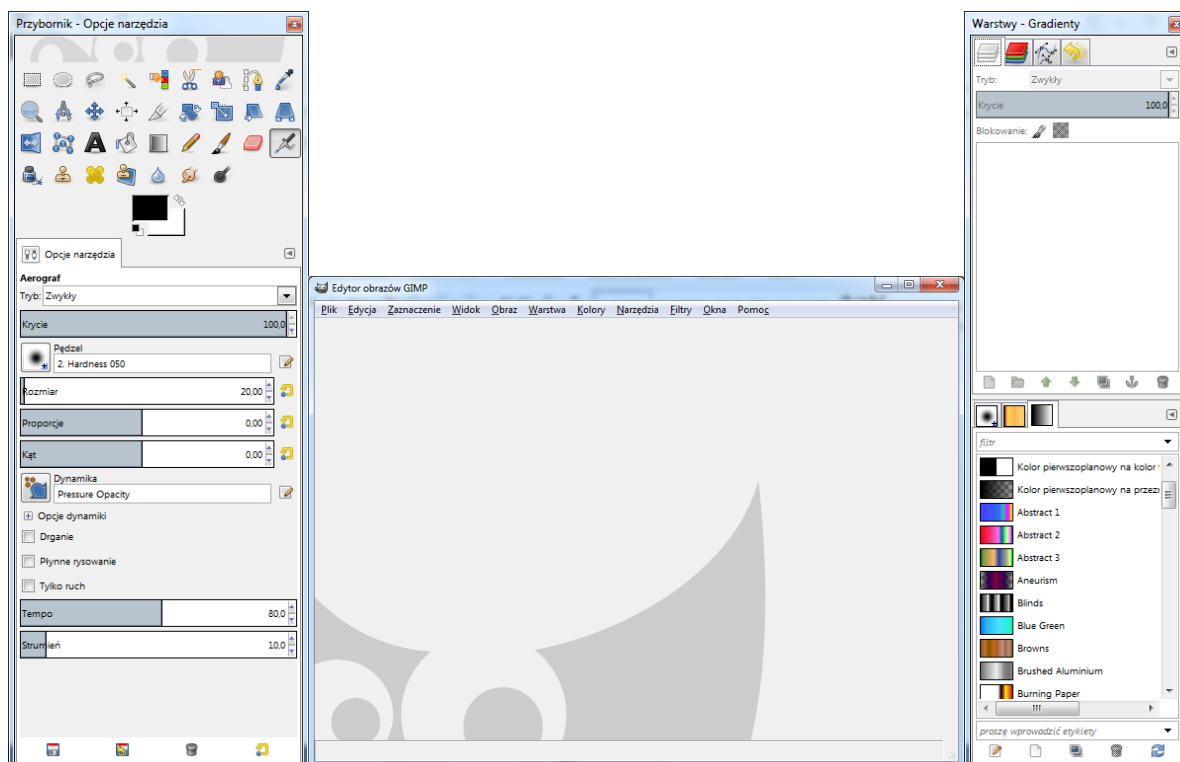 Przybornik - Opcje narzędzia
Opcje narzędzia
Aerograf
Tryb: Zwykły
Krycie 100,0
Pędzel
2. Hardness 050
Rozmiar 20,00
Proporcje 0,00
Kąt 0,00
Dynamika
Pressure Opacity
Opcje dynamiki
Drganie
Płynne rysowanie
Tylko ruch
Tempo 80,0
Strumień 10,0
Edytor obrazów GIMP
Plik Edycja Zaznaczenie Widok Obraz Warstwa Kolory Narzędzia Filtry Okna Pomoc
Warstwy - Gradienty
Tryb: Zwykły
Krycie 100,0
Blokowanie:
filtr
Kolor pierwszoplanowy na kolor
Kolor pierwszoplanowy na przezr
Abstract 1
Abstract 2
Abstract 3
Aneurism
Blinds
Blue Green
Browns
Brushed Aluminium
Burning Paper
proszę wprowadzić etykiety